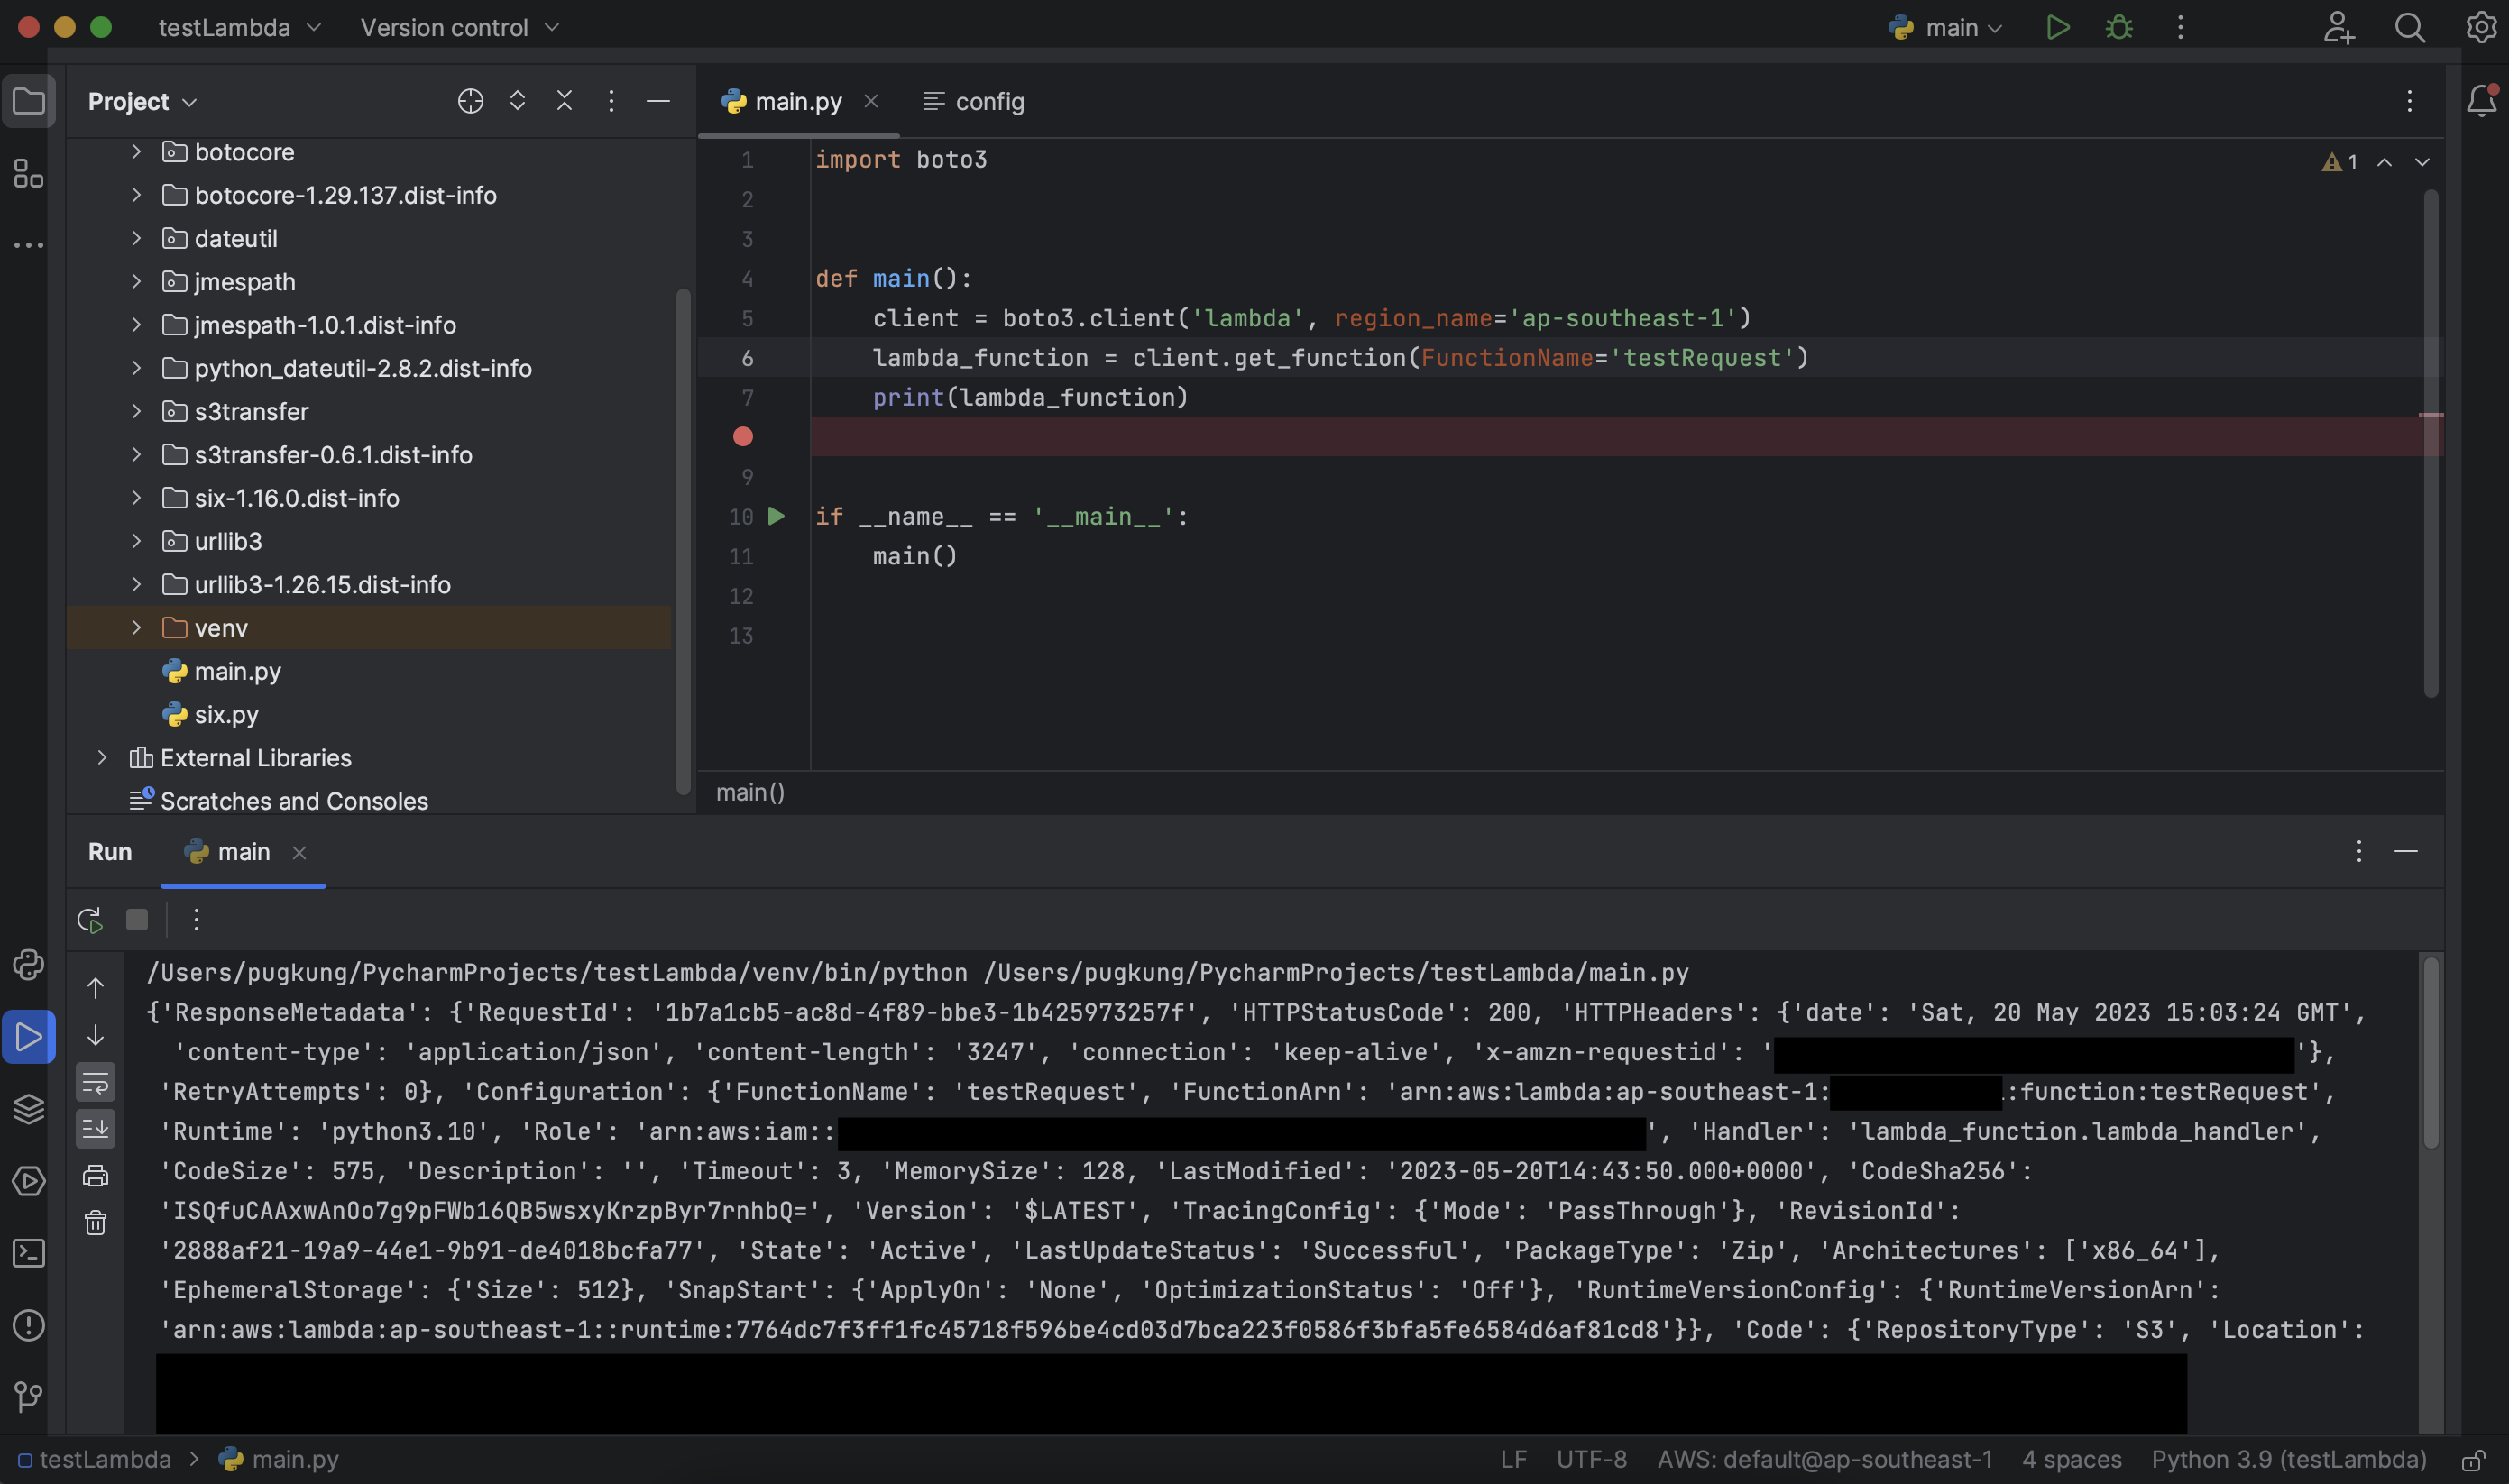 testLambda Version control main
Project
main.py config
botocore
botocore-1.29.137.dist-info
dateutil
jmespath
jmespath-1.0.1.dist-info
python_dateutil-2.8.2.dist-info
s3transfer
s3transfer-0.6.1.dist-info
six-1.16.0.dist-info
urllib3
urllib3-1.26.15.dist-info
venv
main.py
six.py
External Libraries
Scratches and Consoles
1 import boto3
1
2
3
4 def main():
5 client = boto3.client('lambda', region_name='ap-southeast-1')
6 lambda_function = client.get_function(FunctionName='testRequest')
7 print(lambda_function)
9
10 if __name__ == '__main__':
11 main()
12
13
main()
Run main
/Users/pugkung/PycharmProjects/testLambda/venv/bin/python /Users/pugkung/PycharmProjects/testLambda/main.py
{'ResponseMetadata': {'RequestId': '1b7a1cb5-ac8d-4f89-bbe3-1b425973257f', 'HTTPStatusCode': 200, 'HTTPHeaders': {'date': 'Sat, 20 May 2023 15:03:24 GMT',
'content-type': 'application/json', 'content-length': '3247', 'connection': 'keep-alive', 'x-amzn-requestid': ' '},
'RetryAttempts': 0}, 'Configuration': {'FunctionName': 'testRequest', 'FunctionArn': 'arn:aws:lambda:ap-southeast-1: :function:testRequest',
'Runtime': 'python3.10', 'Role': 'arn:aws:iam:: ', 'Handler': 'lambda_function.lambda_handler',
'CodeSize': 575, 'Description': '', 'Timeout': 3, 'MemorySize': 128, 'LastModified': '2023-05-20T14:43:50.000+0000', 'CodeSha256':
'ISQfuCAAxwAnOo7g9pFWb16QB5wsxyKrzpByr7rnhbQ=', 'Version': '$LATEST', 'TracingConfig': {'Mode': 'PassThrough'}, 'RevisionId':
'2888af21-19a9-44e1-9b91-de4018bcfa77', 'State': 'Active', 'LastUpdateStatus': 'Successful', 'PackageType': 'Zip', 'Architectures': ['x86_64'],
'EphemeralStorage': {'Size': 512}, 'SnapStart': {'ApplyOn': 'None', 'OptimizationStatus': 'Off'}, 'RuntimeVersionConfig': {'RuntimeVersionArn':
'arn:aws:lambda:ap-southeast-1::runtime:7764dc7f3ff1fc45718f596be4cd03d7bca223f0586f3bfa5fe6584d6af81cd8'}}, 'Code': {'RepositoryType': 'S3', 'Location':
testLambda main.py LF UTF-8 AWS: default@ap-southeast-1 4 spaces Python 3.9 (testLambda)